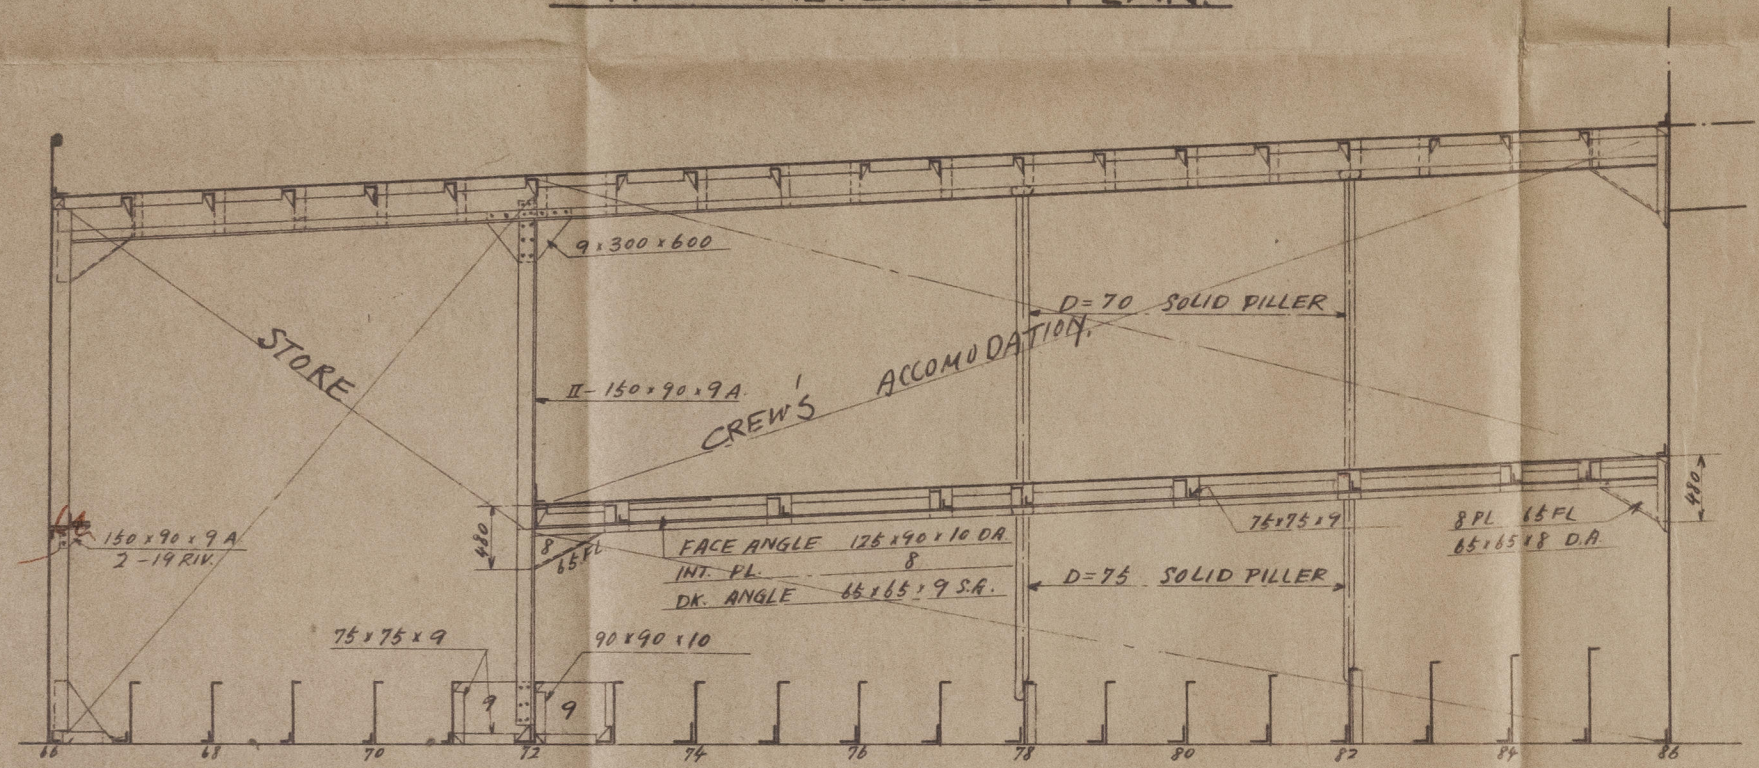 PLAN.
9 x 300 x 600
D = 70 SOLID PILLER
STORE
CREW'S ACCOMODATION.
II - 150 x 90 x 9 A.
480
150 x 90 x 9 A
2 - 19 RIV.
480
8
65 FL
FACE ANGLE 125 x 90 x 10 DA
INT. PL. 8
DK. ANGLE 65 x 65 x 9 S.A.
75 x 75 x 9
8 PL 65 FL
65 x 65 x 8 D.A.
D = 75 SOLID PILLER
75 x 75 x 9
90 x 90 x 10
9
9
66 68 70 72 74 76 78 80 82 84 86